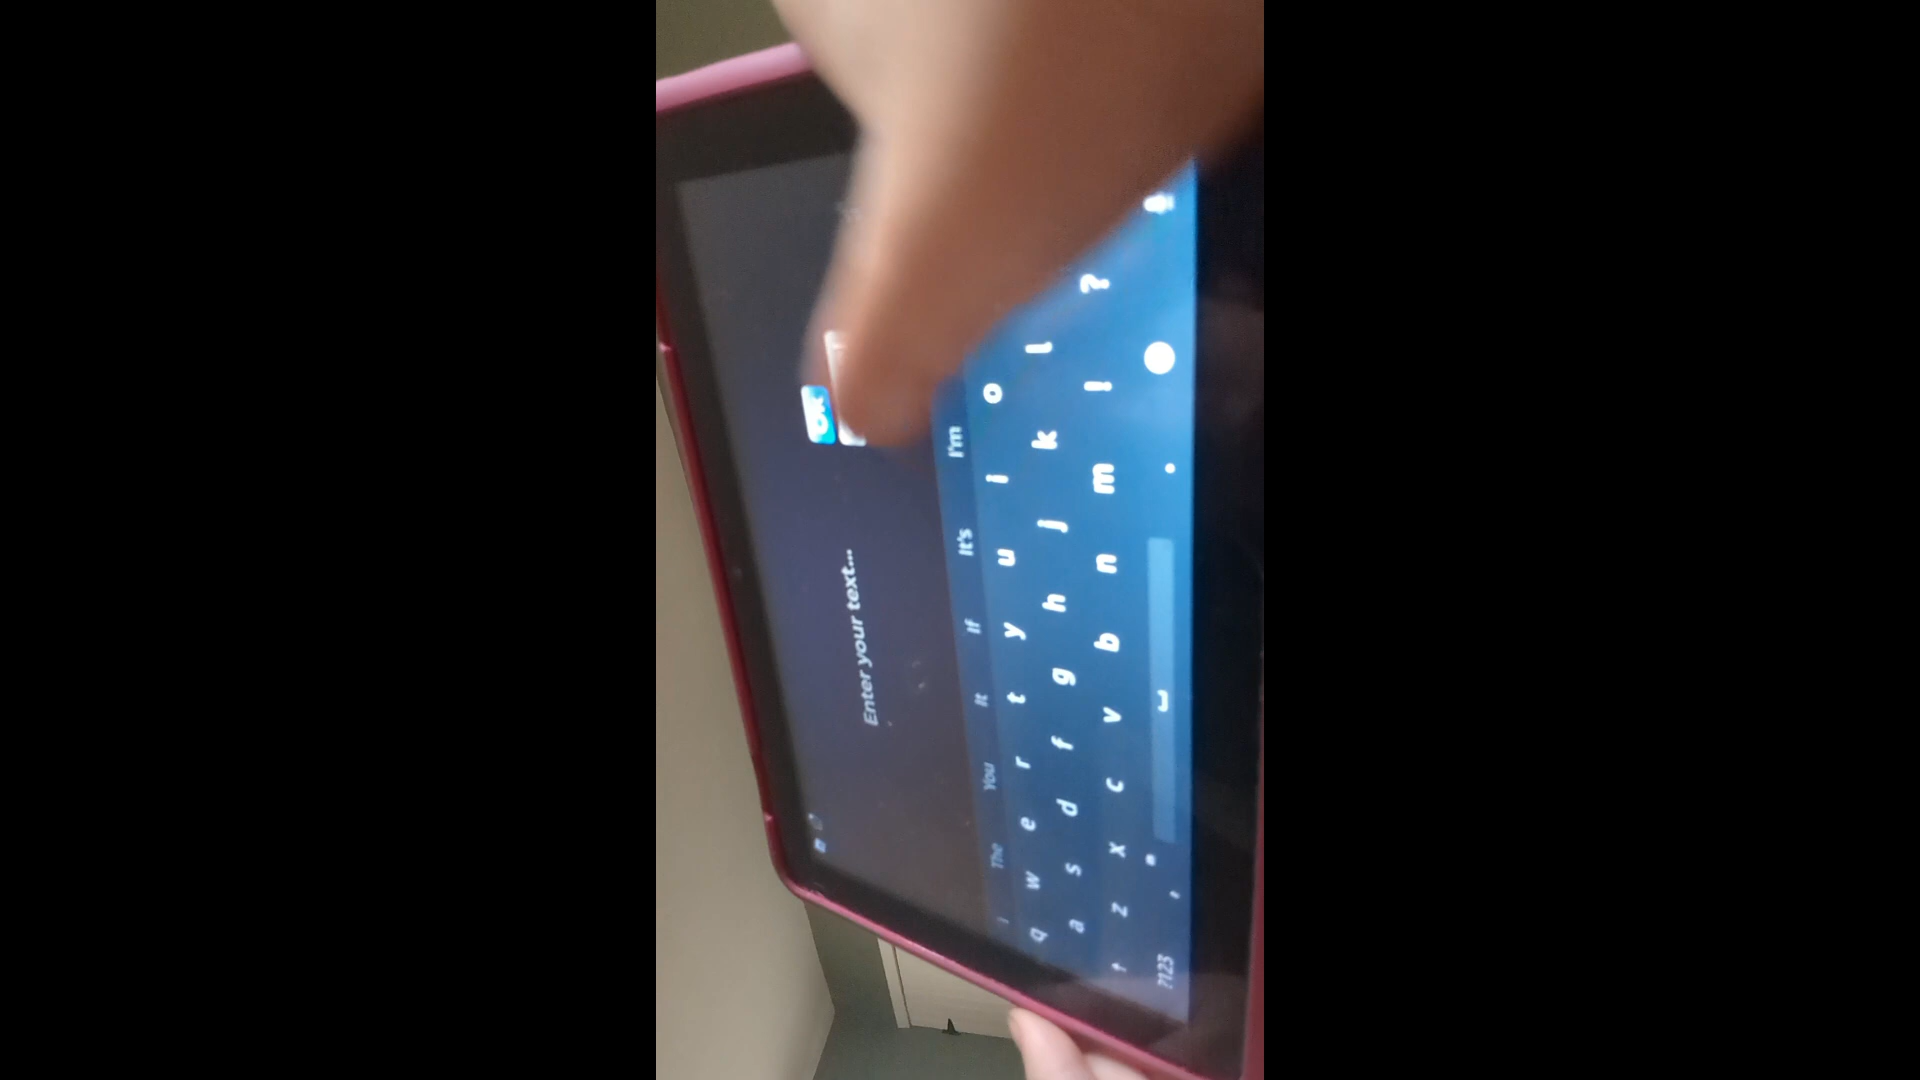 OK
Enter your text...
I The You It If It's I'm
q w e r t y u i o
a s d f g h j k l
z x c v b n m ! ?
?123 , .